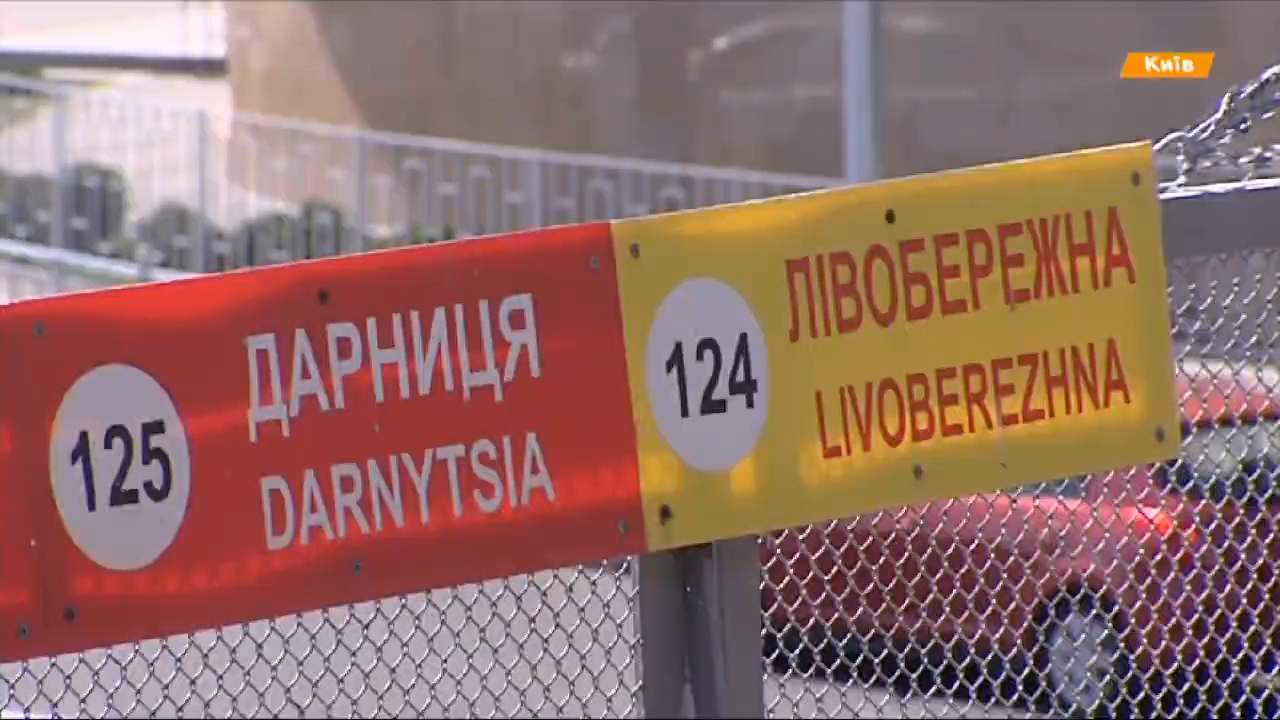 Київ
125
ДАРНИЦЯ
DARNYTSIA
124
ЛІВОБЕРЕЖНА
LIVOBEREZHNA